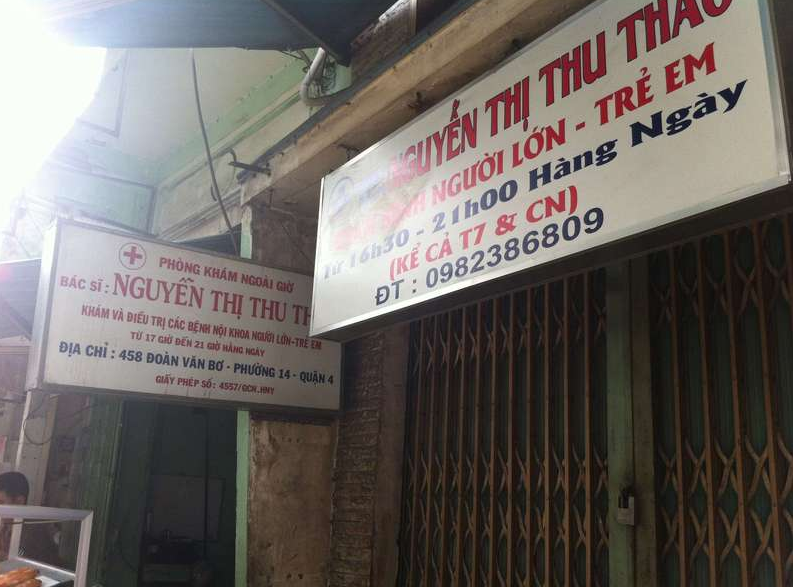 PHÒNG KHÁM NGOÀI GIỜ
BÁC SĨ : NGUYỄN THỊ THU
KHÁM VÀ ĐIỀU TRỊ CÁC BỆNH NỘI KHOA NGƯỜI LỚN-TRẺ EM
TỪ 17 GIỜ ĐẾN 21 GIỜ HÀNG NGÀY
ĐỊA CHỈ : 458 ĐOÀN VĂN BƠ - PHƯỜNG 14 - QUẬN 4
GIẤY PHÉP SỐ: 4557/GCN.HNY
NGUYỄN THỊ THU THẢO
BỆNH NGƯỜI LỚN - TRẺ EM
Từ 16h30 - 21h00 Hàng Ngày
(KỂ CẢ T7 & CN)
ĐT : 0982386809